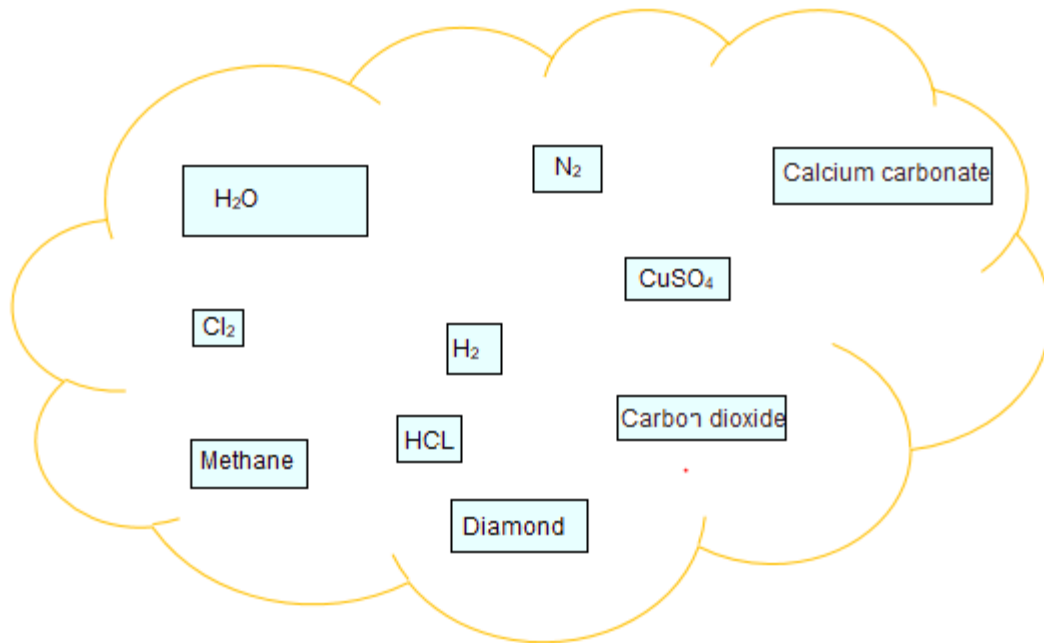 N₂
Calcium carbonate
H₂O
CuSO₄
Cl₂
H₂
Carbon dioxide
HCL
Methane
Diamond